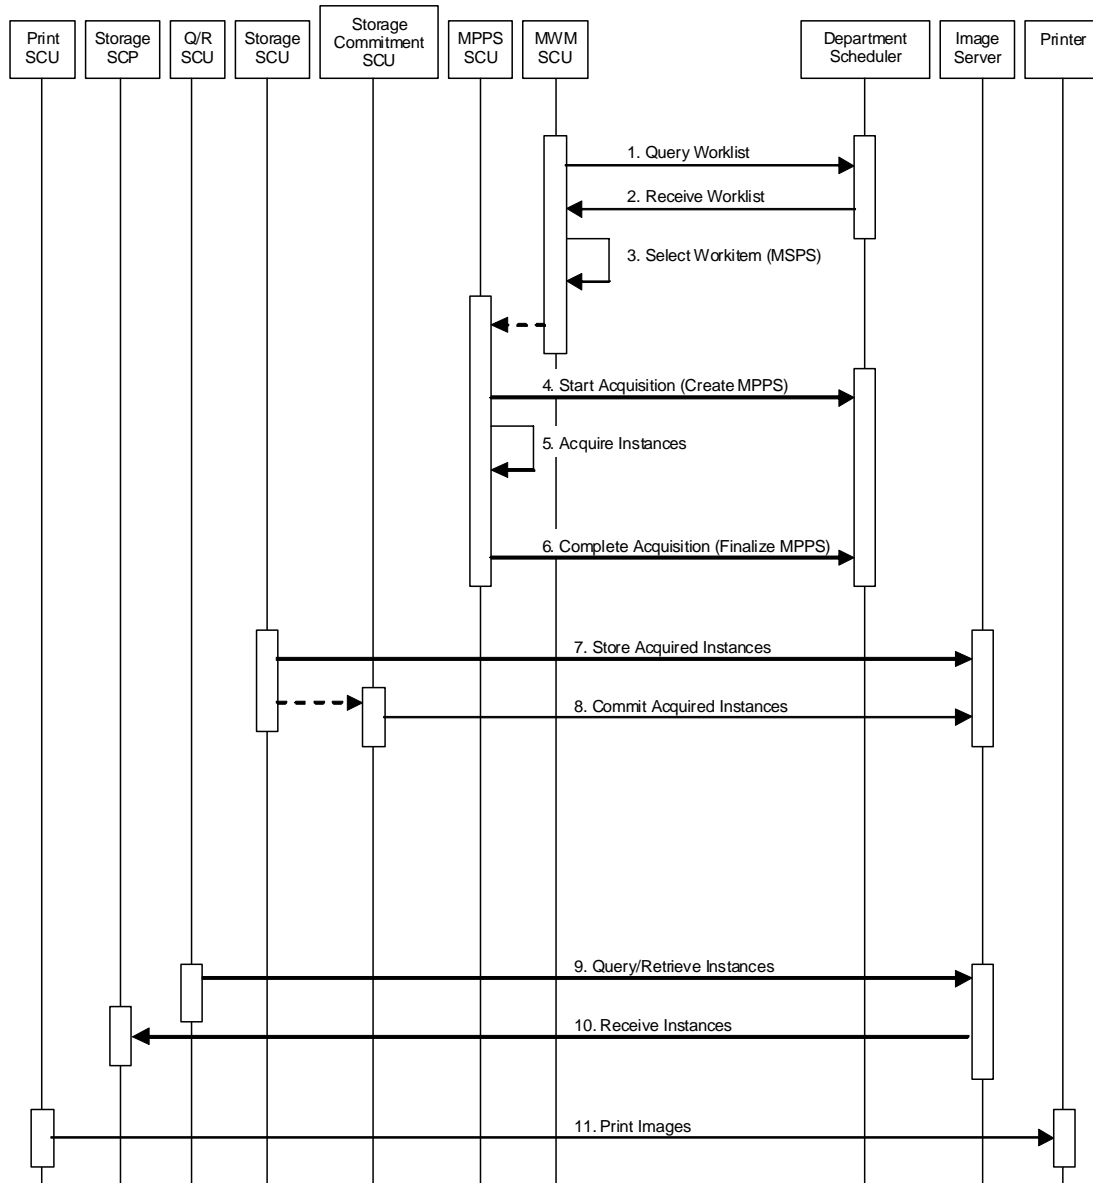 Print
SCU
Storage
SCP
Q/R
SCU
Storage
SCU
Storage
Commitment
SCU
MPPS
SCU
MWM
SCU
Department
Scheduler
Image
Server
Printer
1. Query Worklist
2. Receive Worklist
3. Select Workitem (MSPS)
4. Start Acquisition (Create MPPS)
5. Acquire Instances
6. Complete Acquisition (Finalize MPPS)
7. Store Acquired Instances
8. Commit Acquired Instances
9. Query/Retrieve Instances
10. Receive Instances
11. Print Images